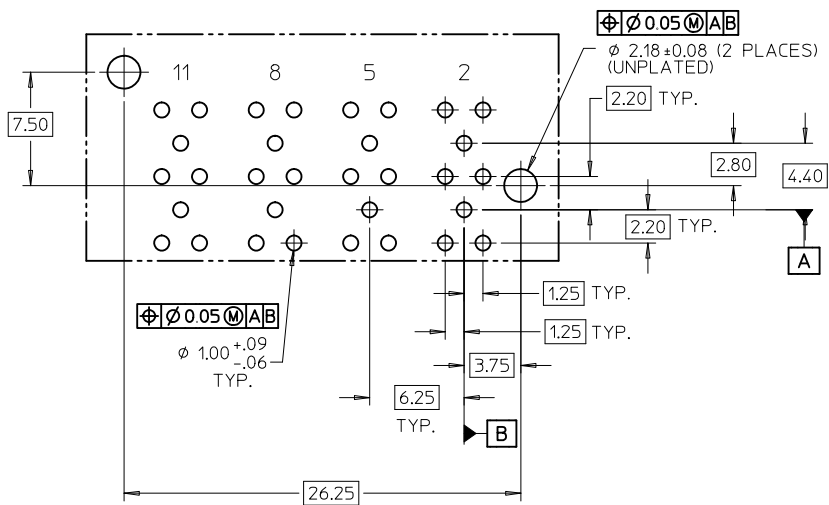 ⌖ Ø 0.05 Ⓜ A B
Ø 2.18 ±0.08 (2 PLACES)
(UNPLATED)
11 8 5 2
2.20 TYP.
7.50
2.80
4.40
2.20 TYP.
A
1.25 TYP.
⌖ Ø 0.05 Ⓜ A B
1.25 TYP.
Ø 1.00 +.09
-.06
TYP.
3.75
6.25
TYP.
B
26.25